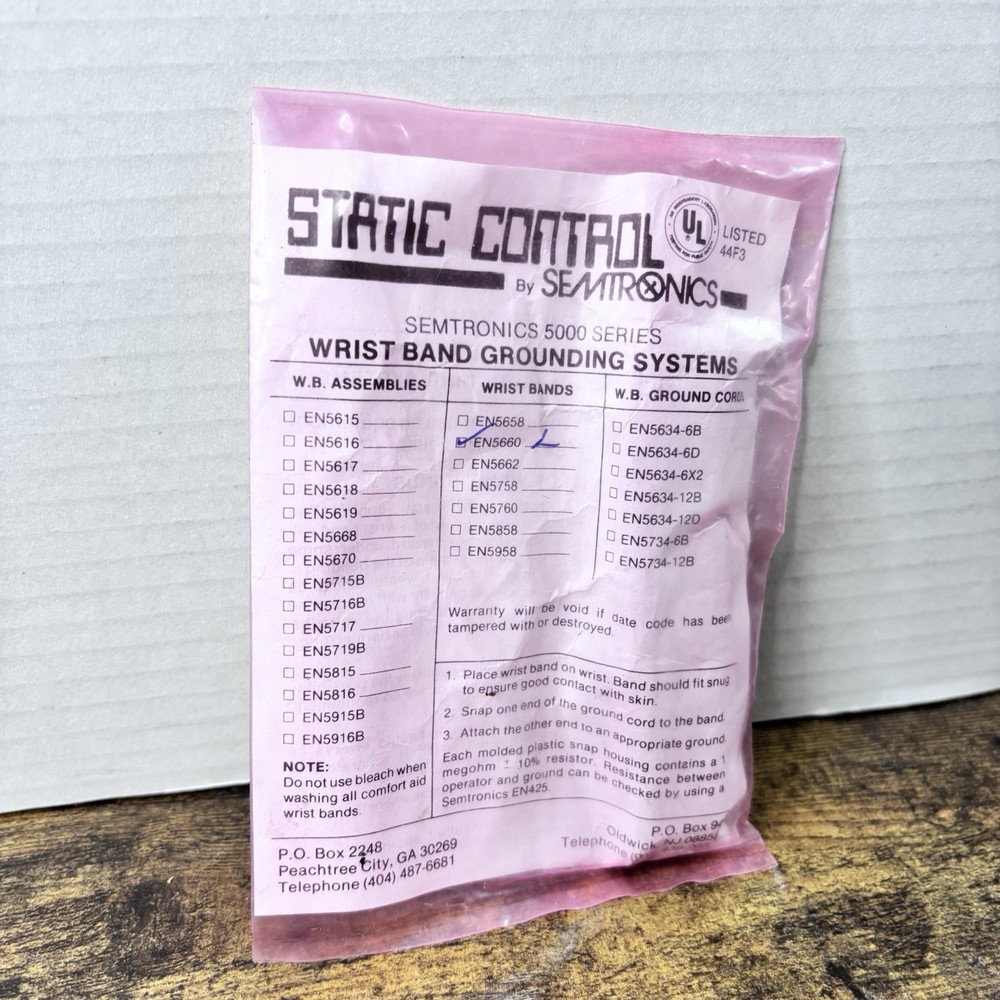 STATIC CONTROL
By SEMTRONICS
UL
LISTED
44F3
SEMTRONICS 5000 SERIES
WRIST BAND GROUNDING SYSTEMS
W.B. ASSEMBLIES
EN5615
EN5616
EN5617
EN5618
EN5619
EN5668
EN5670
EN5715B
EN5716B
EN5717
EN5719B
EN5815
EN5816
EN5915B
EN5916B
NOTE:
Do not use bleach when
washing all comfort aid
wrist bands.
WRIST BANDS
EN5658
EN5660 L
EN5662
EN5758
EN5760
EN5858
EN5958
W.B. GROUND CORDS
EN5634-6B
EN5634-6D
EN5634-6X2
EN5634-12B
EN5634-12D
EN5734-6B
EN5734-12B
Warranty will be void if date code has been
tampered with or destroyed.
1. Place wrist band on wrist. Band should fit snug
to ensure good contact with skin.
2. Snap one end of the ground cord to the band.
3. Attach the other end to an appropriate ground.
Each molded plastic snap housing contains a 1
megohm ± 10% resistor. Resistance between
operator and ground can be checked by using a
Semtronics EN425.
P.O. Box 2248
Peachtree City, GA 30269
Telephone (404) 487-6681
P.O. Box
Oldwick, NJ
Telephone